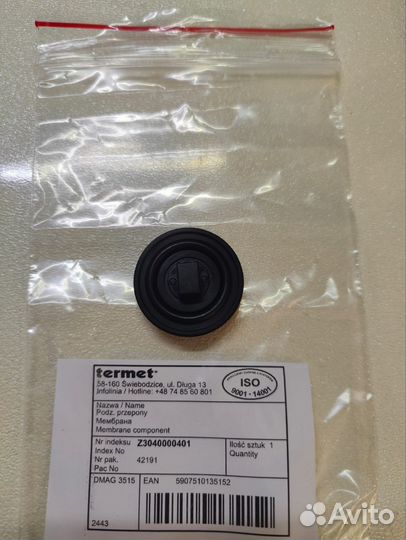 termet
58-160 Świebodzice, ul. Długa 13
Infolinia / Hotline: +48 74 85 60 801
ISO
9001 • 14001
Nazwa / Name
Podz. przepony
Мембрана
Membrane component
Nr indeksu Z3040000401
Index No
Ilość sztuk 1
Quantity
Nr pak. 42191
Pac No
DMAG 3515 EAN 5907510135152
2443
Avito